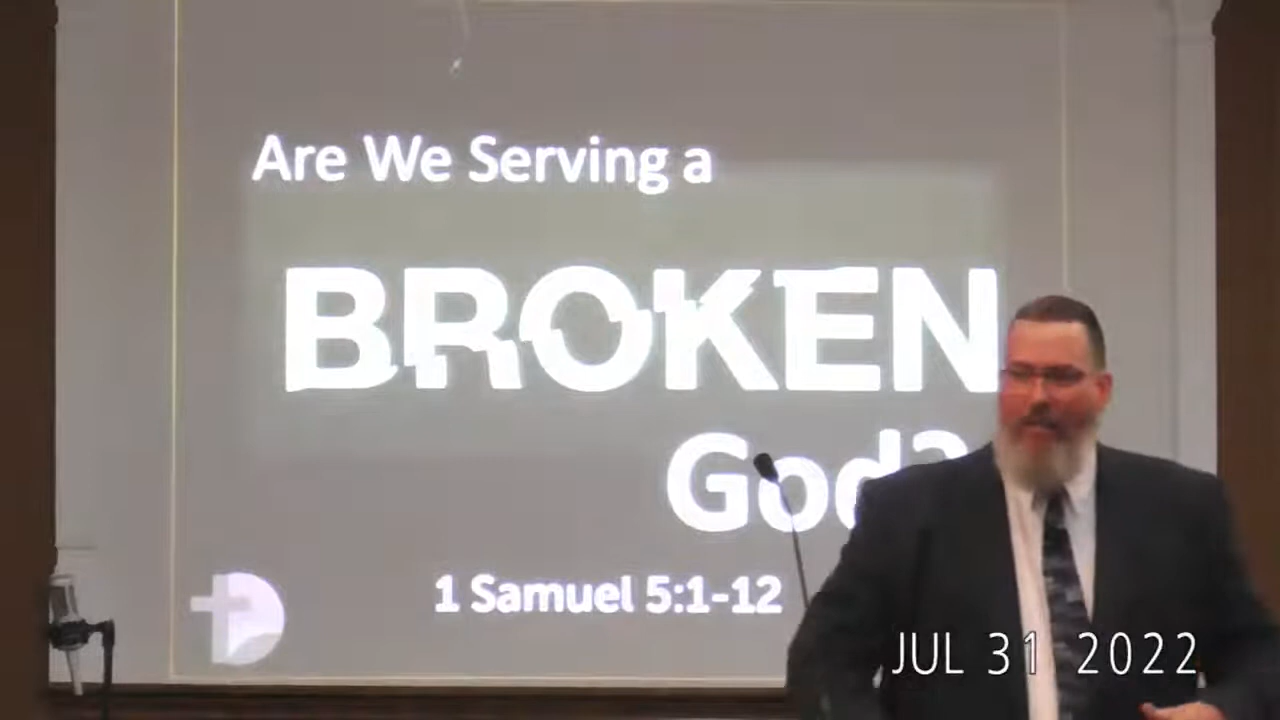 Are We Serving a
BROKEN
God?
1 Samuel 5:1-12
JUL 31 2022